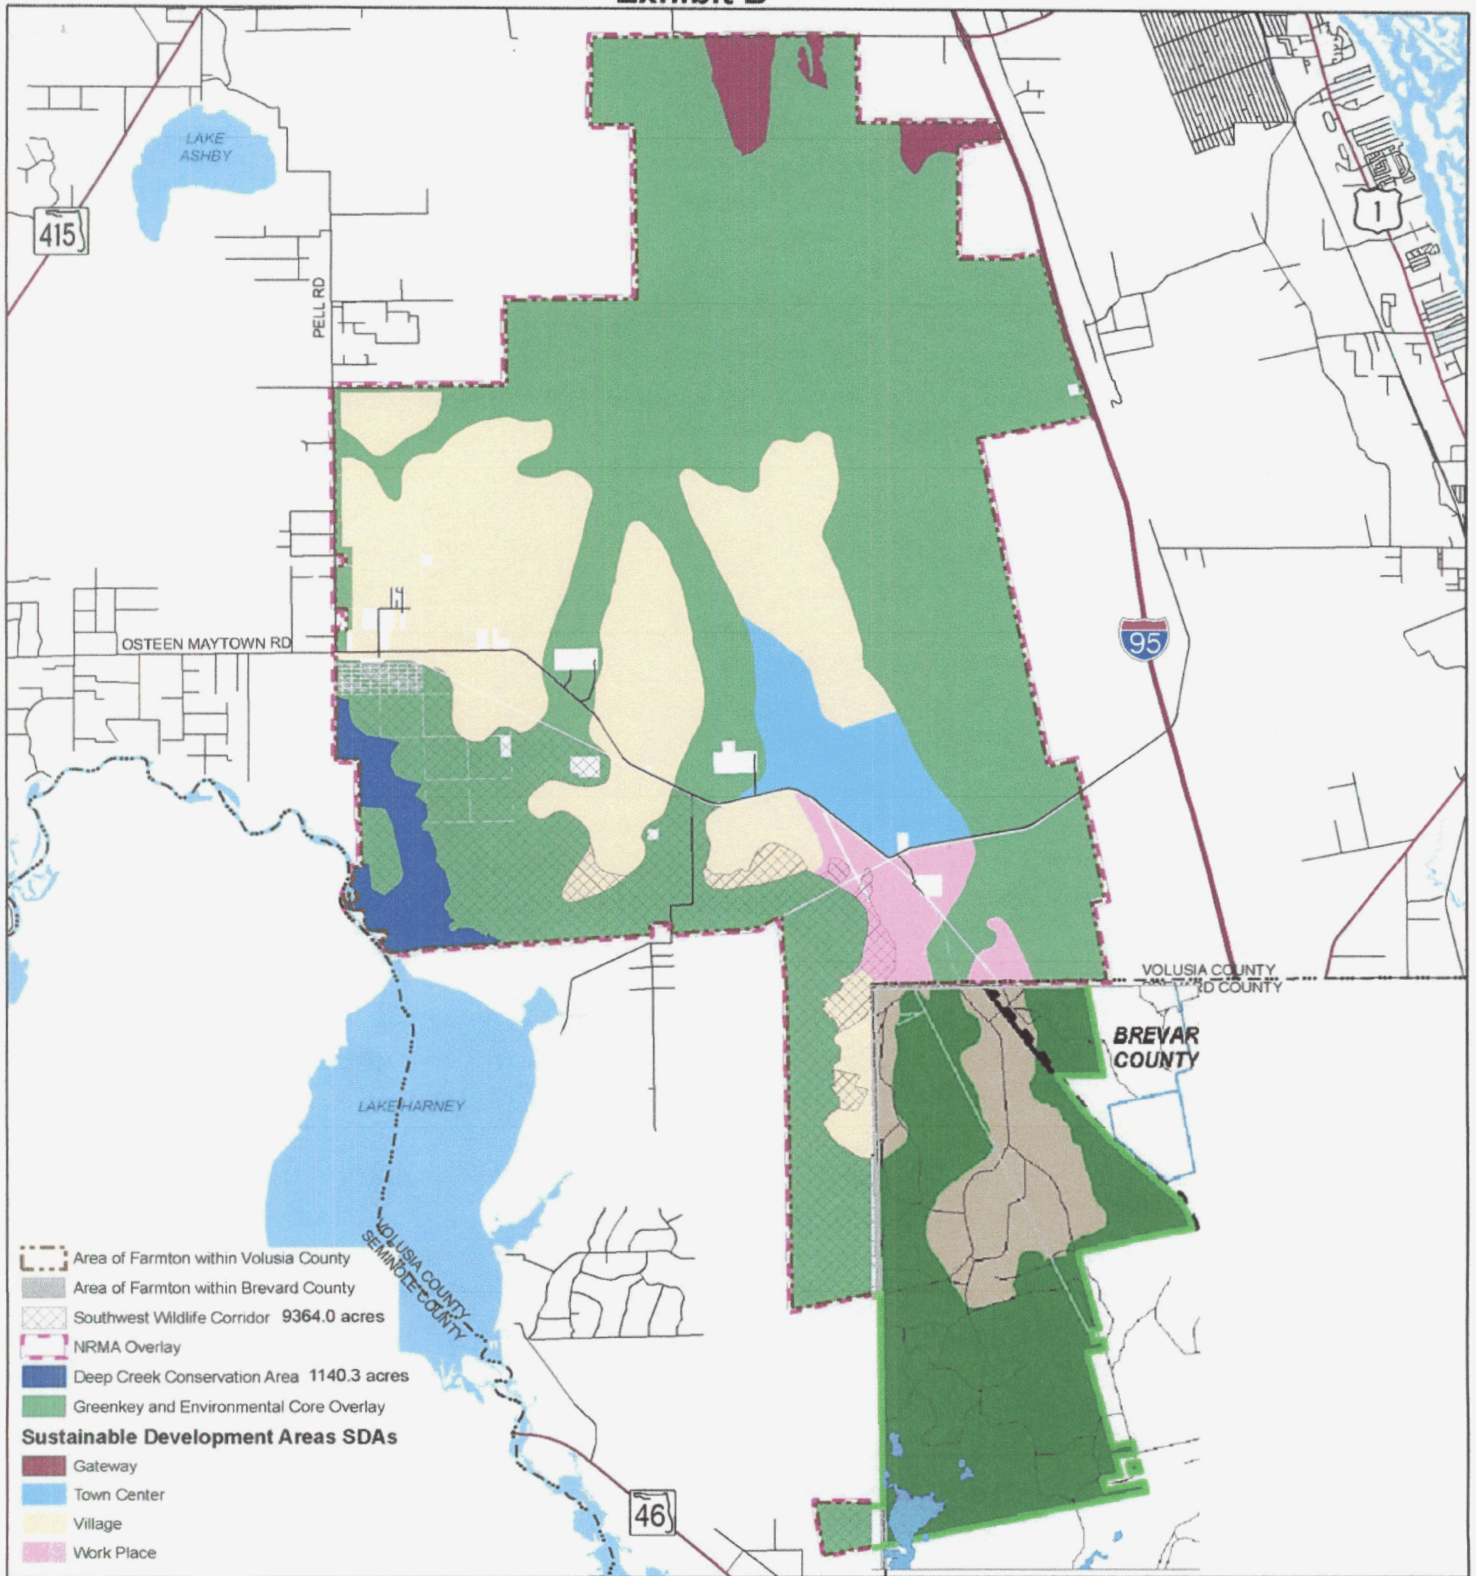 Exhibit B
LAKE
ASHBY
415
1
PELL RD
OSTEEN MAYTOWN RD
95
VOLUSIA COUNTY
RD COUNTY
BREVAR
COUNTY
LAKE HARNEY
VOLUSIA COUNTY
SEMINOLE COUNTY
Area of Farmton within Volusia County
Area of Farmton within Brevard County
Southwest Wildlife Corridor 9364.0 acres
NRMA Overlay
Deep Creek Conservation Area 1140.3 acres
Greenkey and Environmental Core Overlay
Sustainable Development Areas SDAs
Gateway
Town Center
Village
Work Place
46